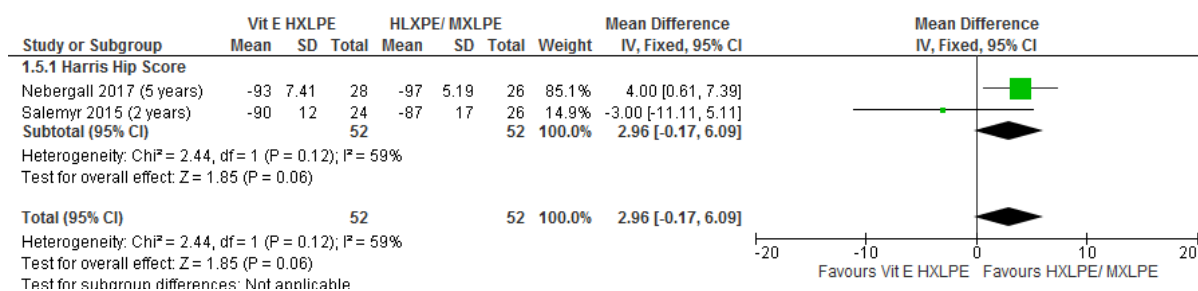 Vit E HXLPE HLXPE/ MXLPE Mean Difference Mean Difference
Study or Subgroup Mean SD Total Mean SD Total Weight IV, Fixed, 95% CI IV, Fixed, 95% CI
1.5.1 Harris Hip Score
Nebergall 2017 (5 years) -93 7.41 28 -97 5.19 26 85.1% 4.00 [0.61, 7.39]
Salemyr 2015 (2 years) -90 12 24 -87 17 26 14.9% -3.00 [-11.11, 5.11]
Subtotal (95% CI) 52 52 100.0% 2.96 [-0.17, 6.09]
Heterogeneity: Chi² = 2.44, df = 1 (P = 0.12); I² = 59%
Test for overall effect: Z = 1.85 (P = 0.06)
Total (95% CI) 52 52 100.0% 2.96 [-0.17, 6.09]
Heterogeneity: Chi² = 2.44, df = 1 (P = 0.12); I² = 59%
Test for overall effect: Z = 1.85 (P = 0.06)
Test for subgroup differences: Not applicable
-20 -10 0 10 20
Favours Vit E HXLPE Favours HXLPE/ MXLPE